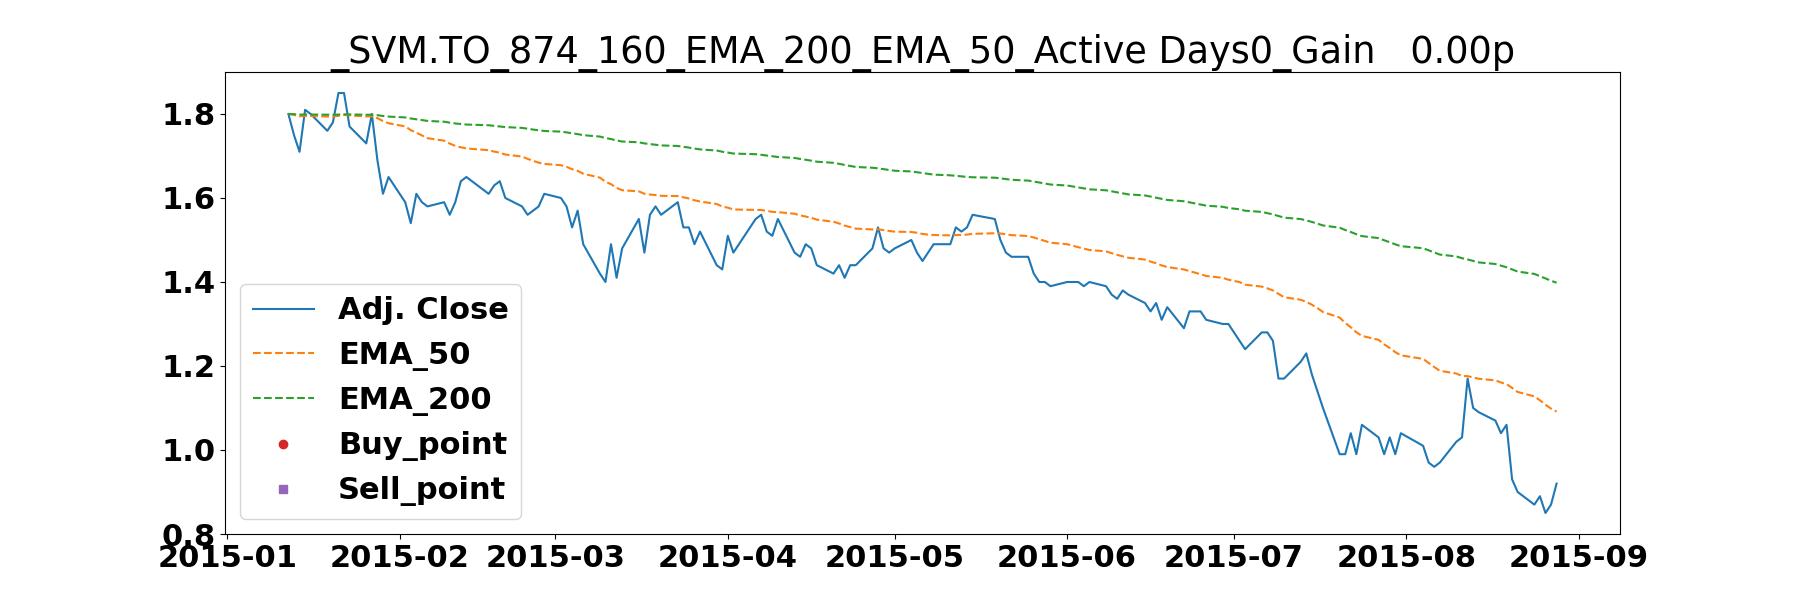 _SVM.TO_874_160_EMA_200_EMA_50_Active Days0_Gain   0.00p
1.8
1.6
1.4
1.2
1.0
0.8
Adj. Close
EMA_50
EMA_200
Buy_point
Sell_point
2015-01 2015-02 2015-03 2015-04 2015-05 2015-06 2015-07 2015-08 2015-09